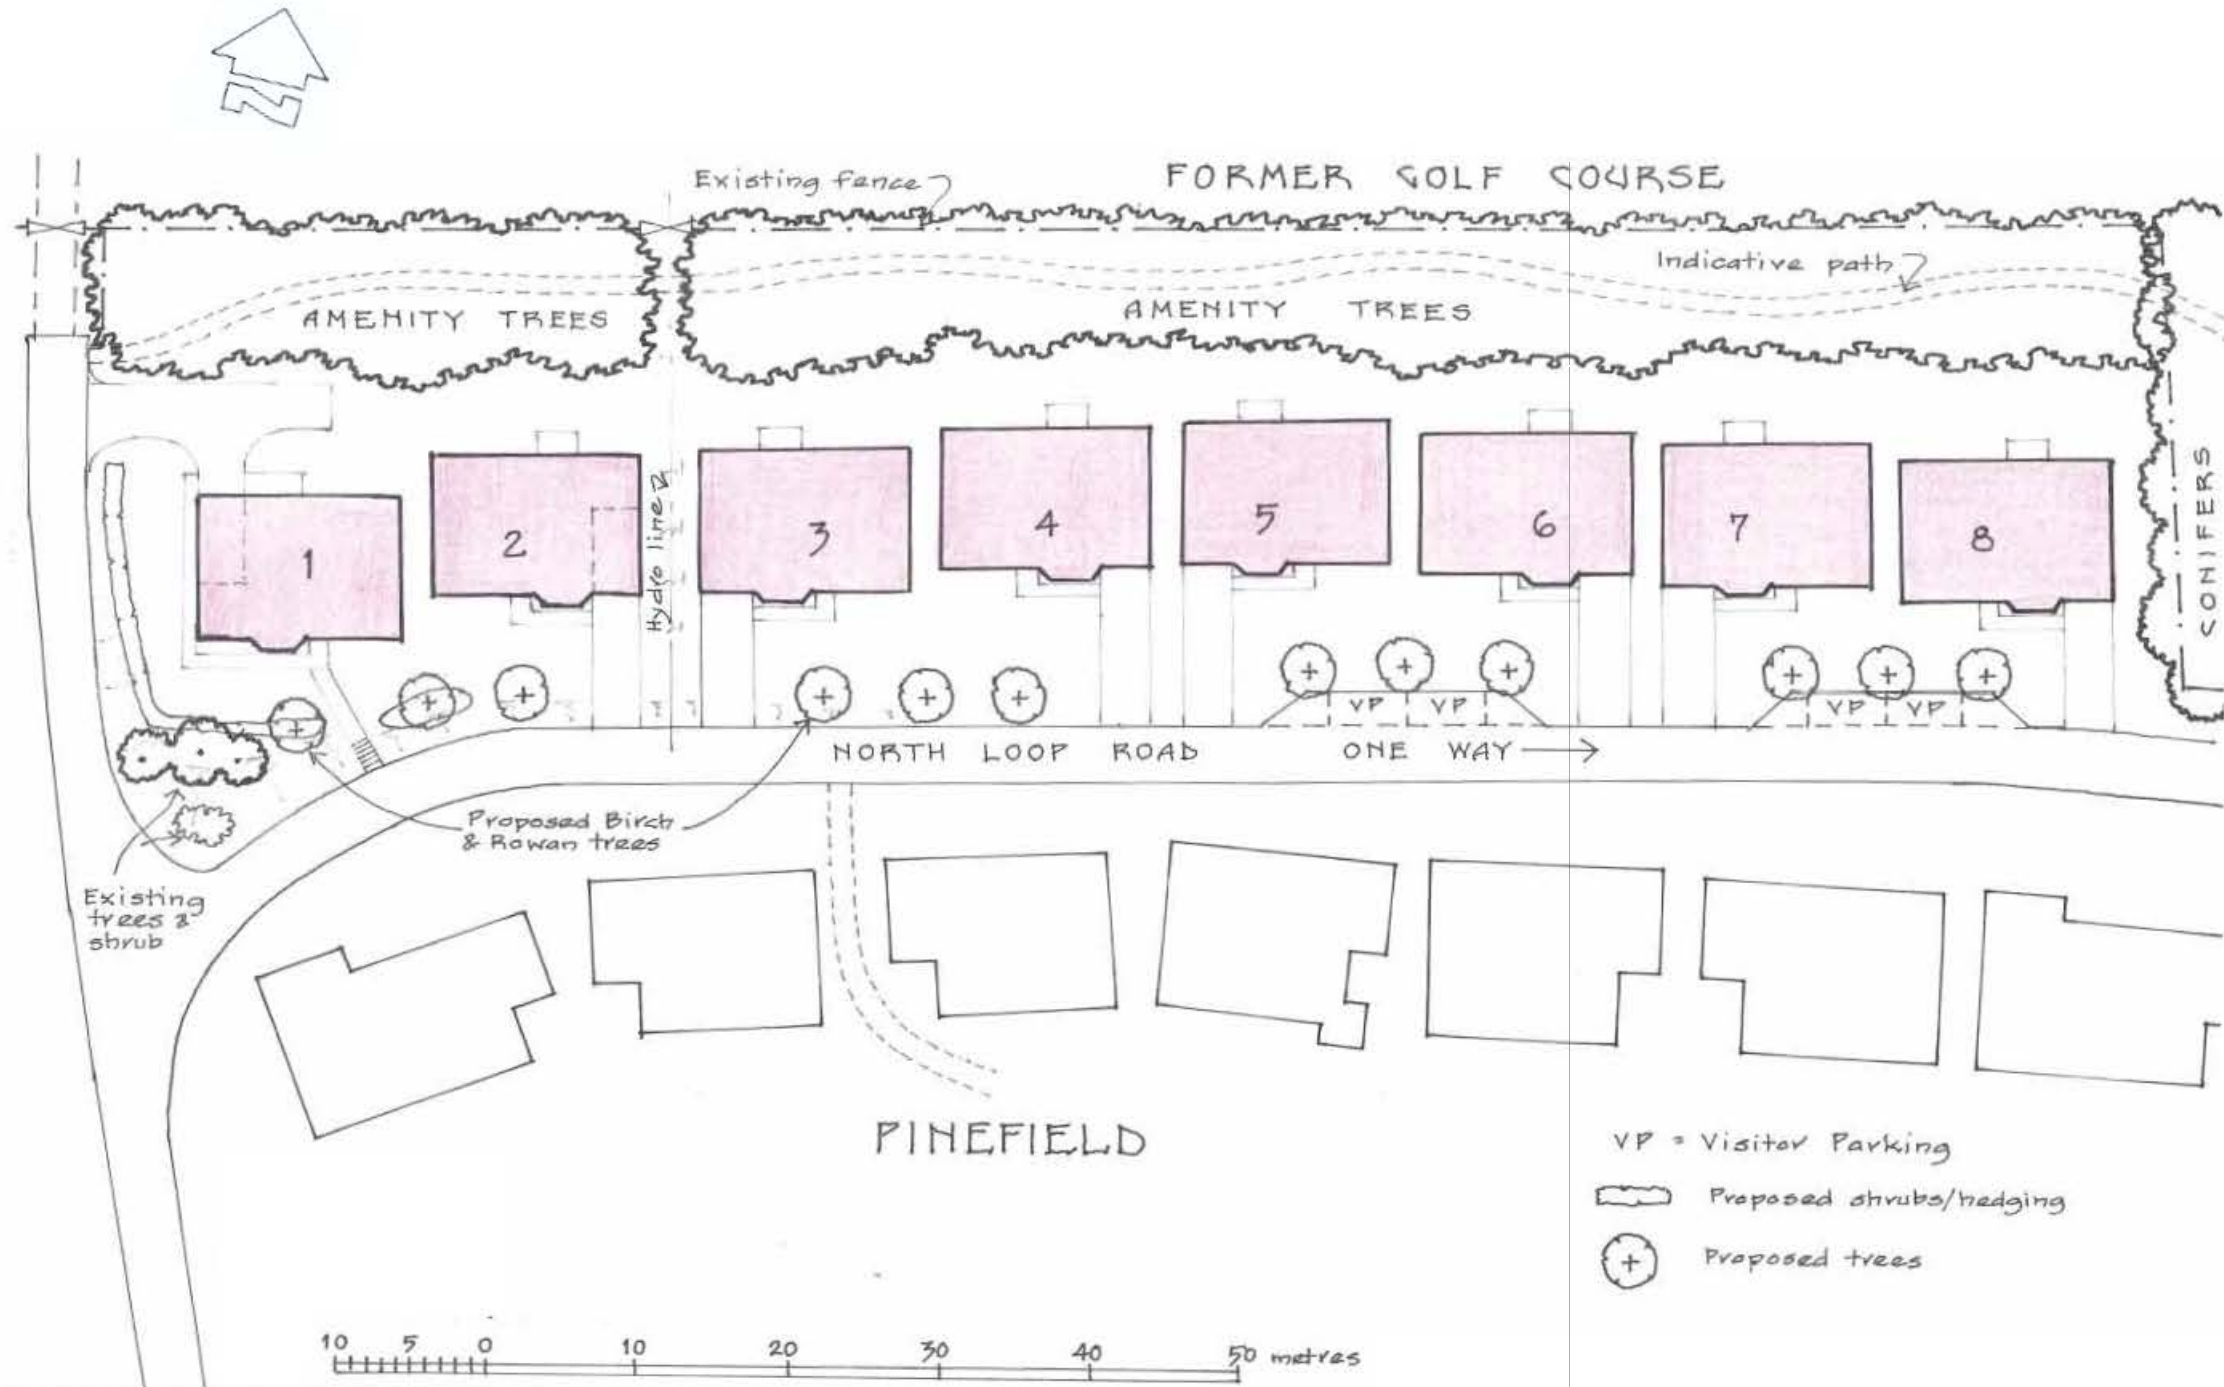 N
Existing fence
FORMER GOLF COURSE
Indicative path
AMENITY TREES
AMENITY TREES
CONIFERS
Hydro line
1
2
3
4
5
6
7
8
VP
VP
VP
VP
NORTH LOOP ROAD
ONE WAY
Proposed Birch
& Rowan trees
Existing
trees &
shrub
PINEFIELD
VP = Visitor Parking
Proposed shrubs/hedging
Proposed trees
10 5 0 10 20 30 40 50 metres